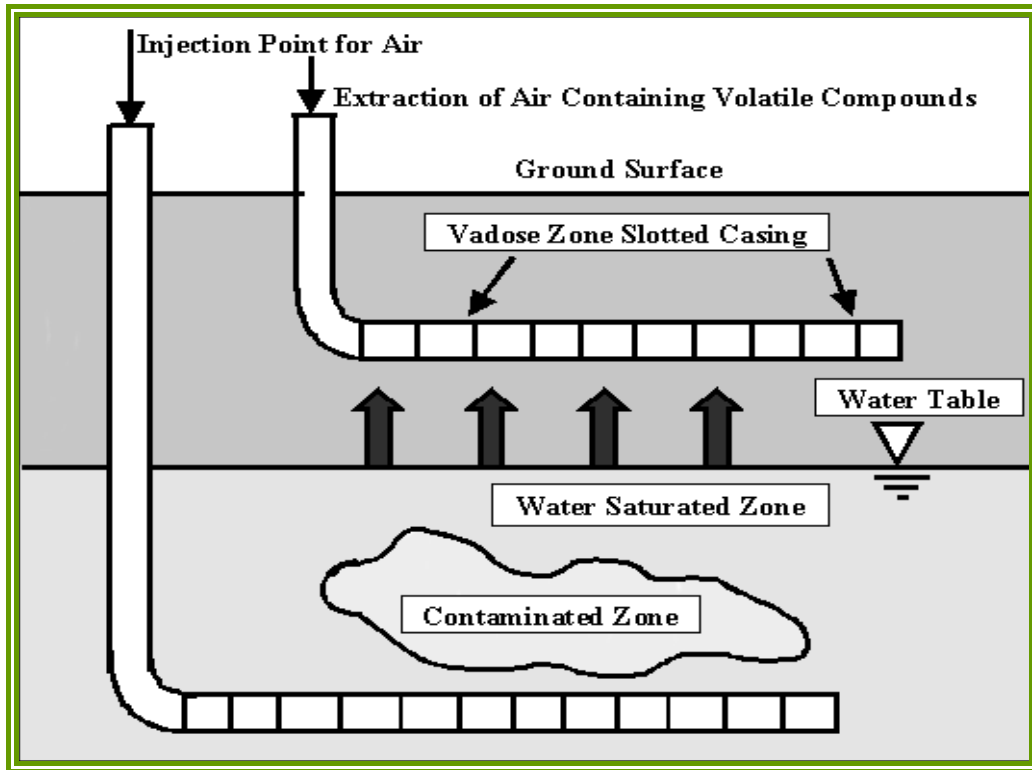 Injection Point for Air
Extraction of Air Containing Volatile Compounds
Ground Surface
Vadose Zone Slotted Casing
Water Table
Water Saturated Zone
Contaminated Zone